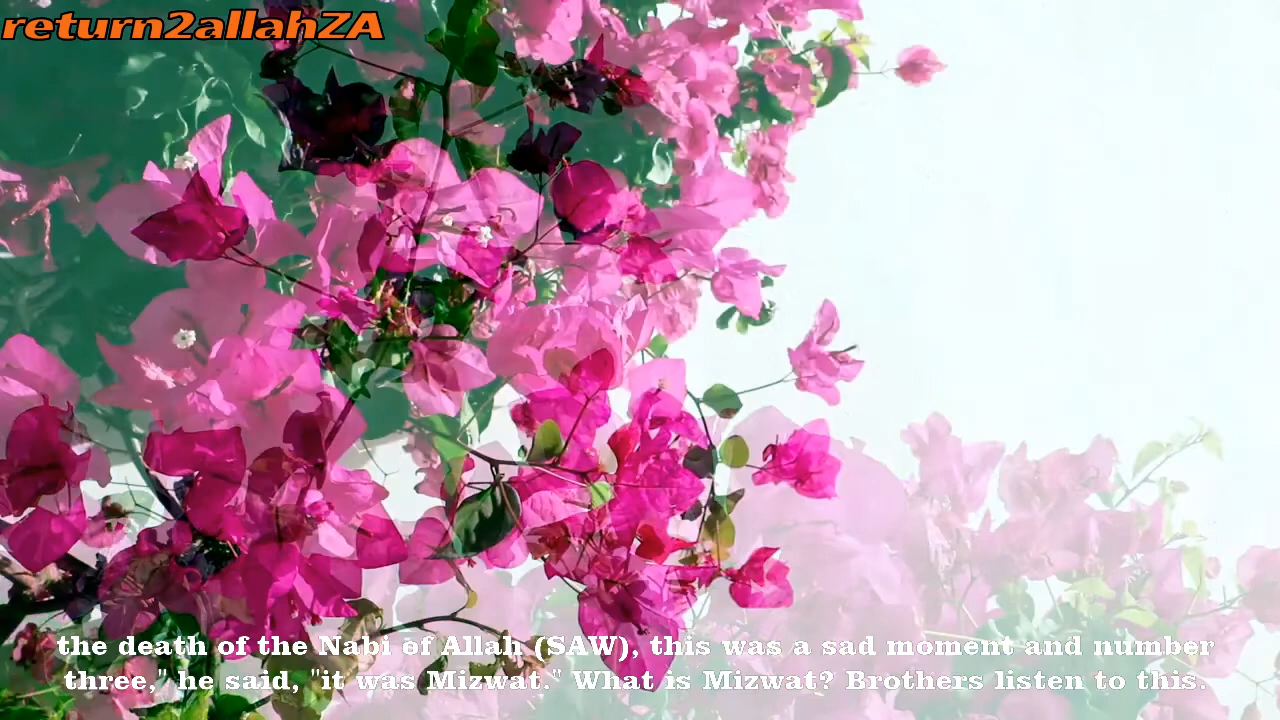 return2allahZA
the death of the Nabi of Allah (SAW), this was a sad moment and number
three," he said, "it was Mizwat." What is Mizwat? Brothers listen to this.